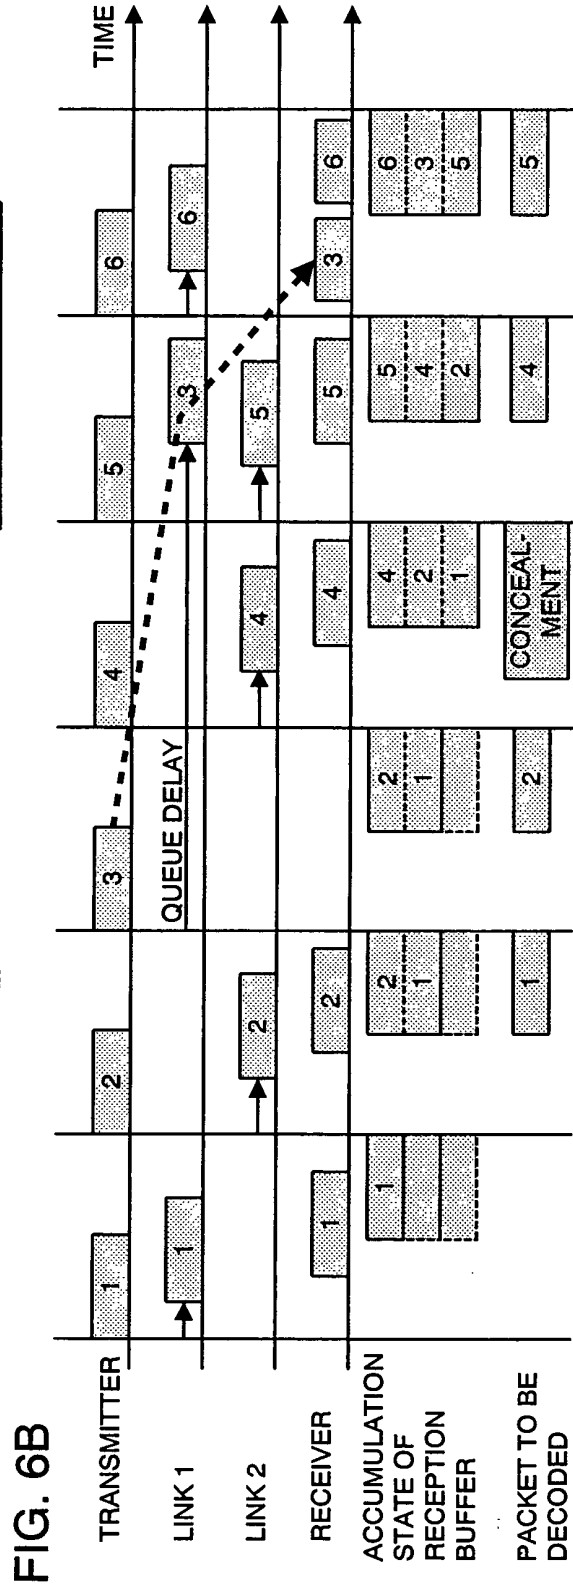 FIG. 6B
TIME
TRANSMITTER
1
2
3
4
5
6
LINK 1
1
QUEUE DELAY
3
6
LINK 2
2
4
5
RECEIVER
1
2
4
5
3
6
ACCUMULATION
STATE OF
RECEPTION
BUFFER
1
2
1
2
1
4
2
1
5
4
2
6
3
5
PACKET TO BE
DECODED
1
2
CONCEAL-
MENT
4
5